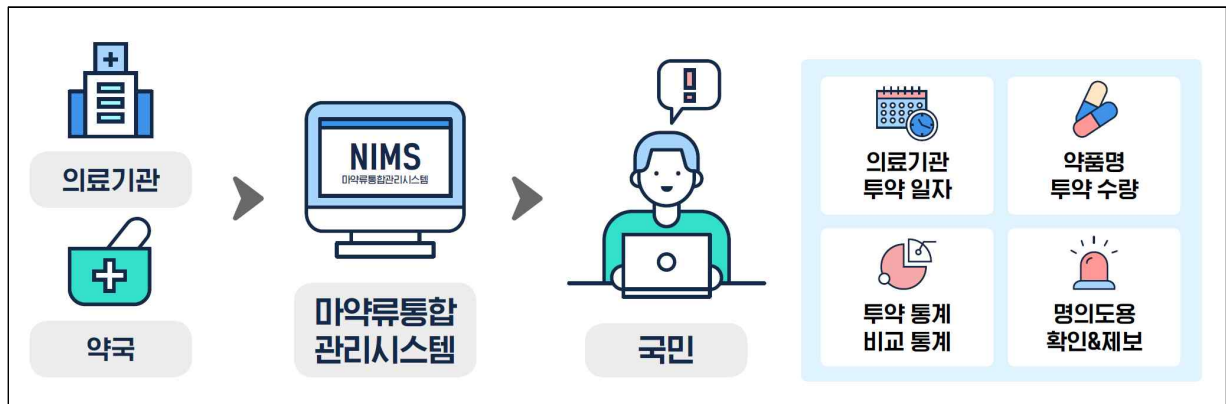 의료기관
약국
NIMS
마약류통합관리시스템
마약류통합
관리시스템
국민
의료기관
투약 일자
약품명
투약 수량
투약 통계
비교 통계
명의도용
확인&제보